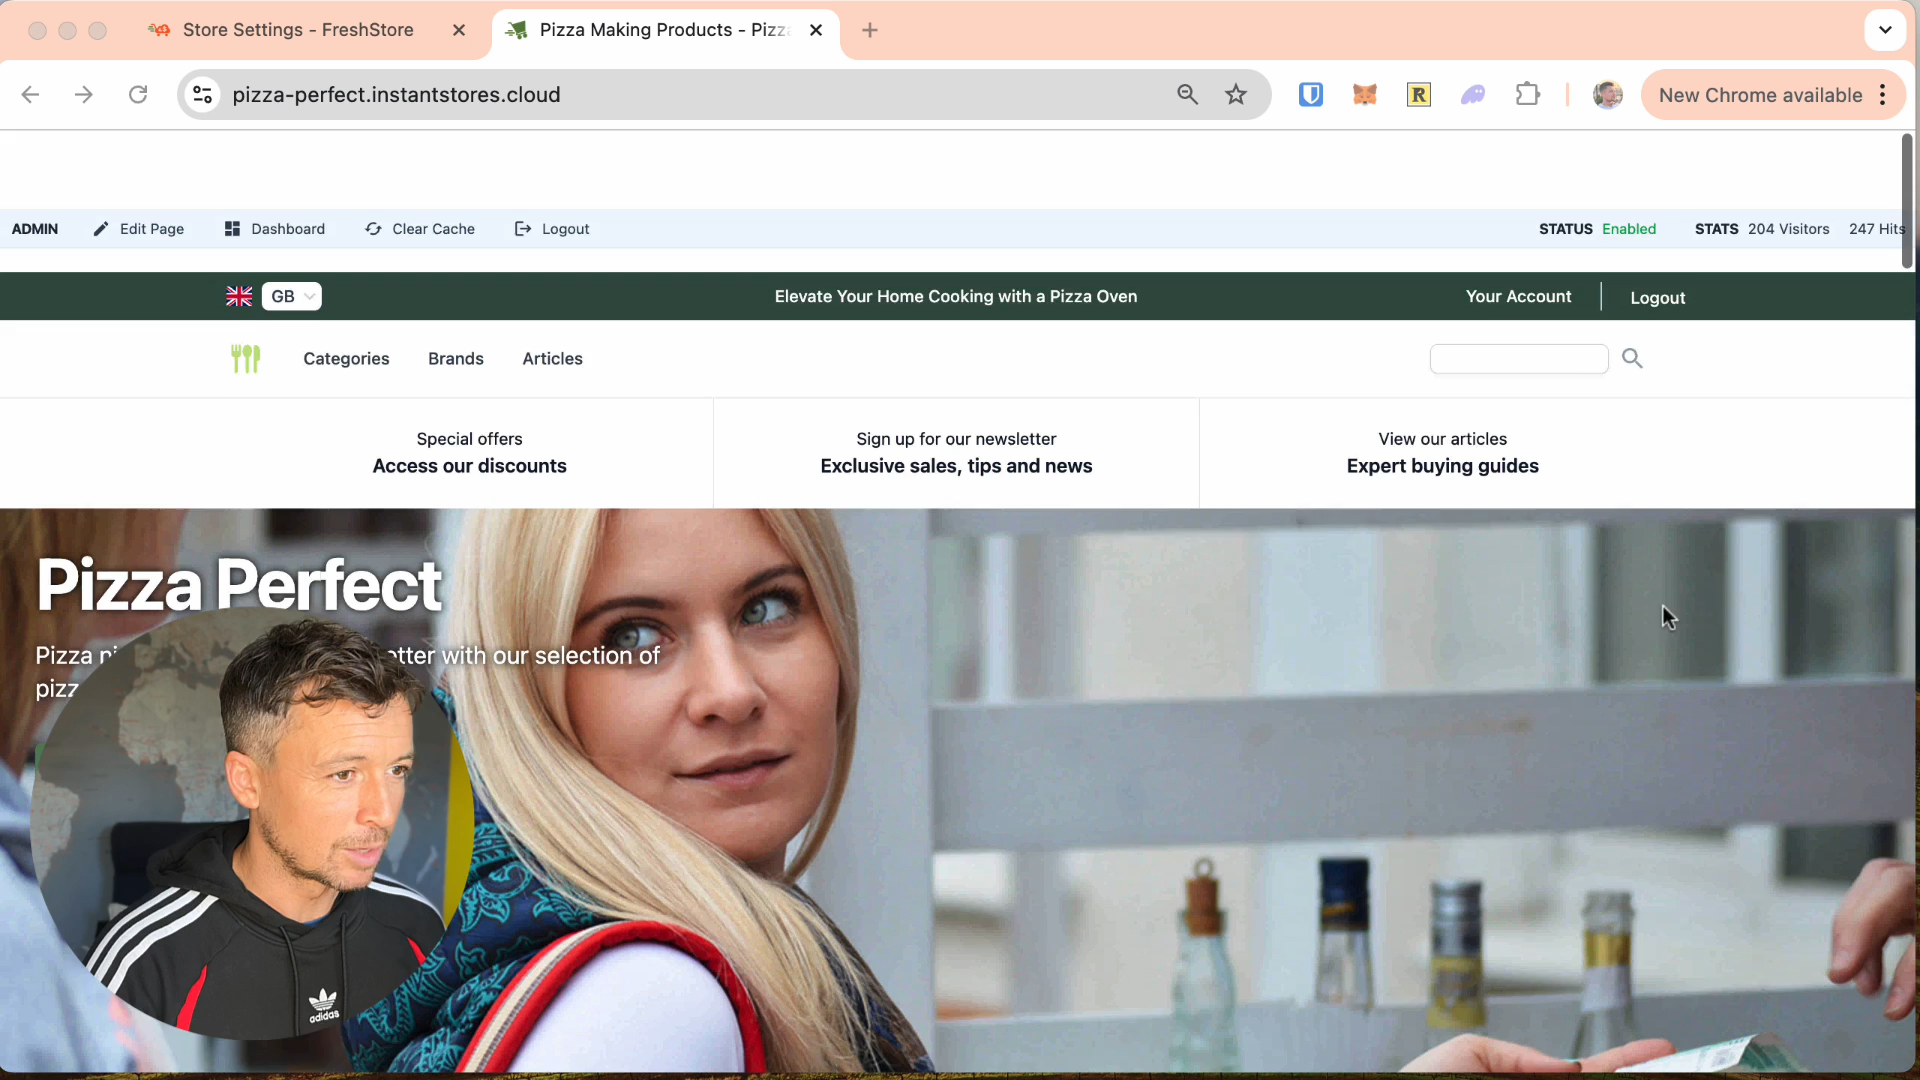 Store Settings - FreshStore
Pizza Making Products - Pizz
pizza-perfect.instantstores.cloud
R
New Chrome available
ADMIN Edit Page Dashboard Clear Cache Logout STATUS Enabled STATS 204 Visitors 247 Hits
GB Elevate Your Home Cooking with a Pizza Oven Your Account Logout
Categories Brands Articles
Special offers
Access our discounts
Sign up for our newsletter
Exclusive sales, tips and news
View our articles
Expert buying guides
Pizza Perfect
Pizza with our selection of
adidas